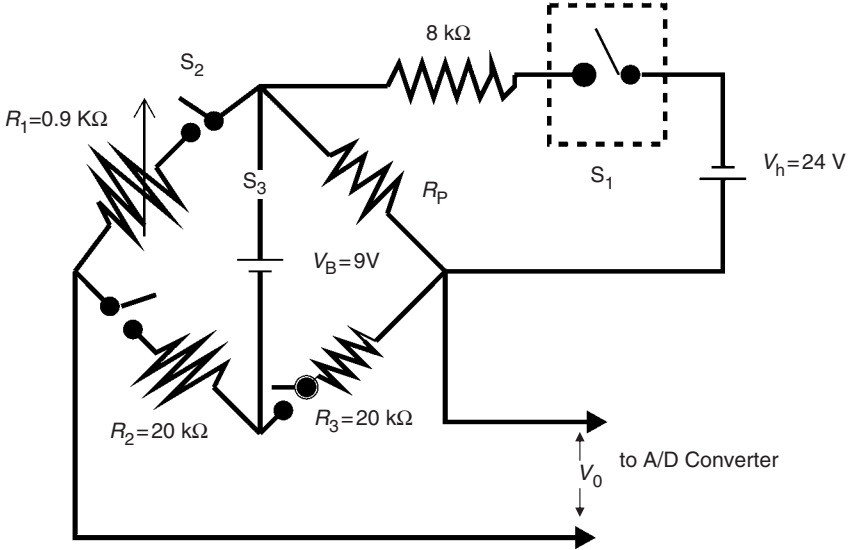 8 kΩ
S2
R1=0.9 KΩ
S1
Vh=24 V
S3
RP
VB=9V
R2=20 kΩ
R3=20 kΩ
to A/D Converter
V0